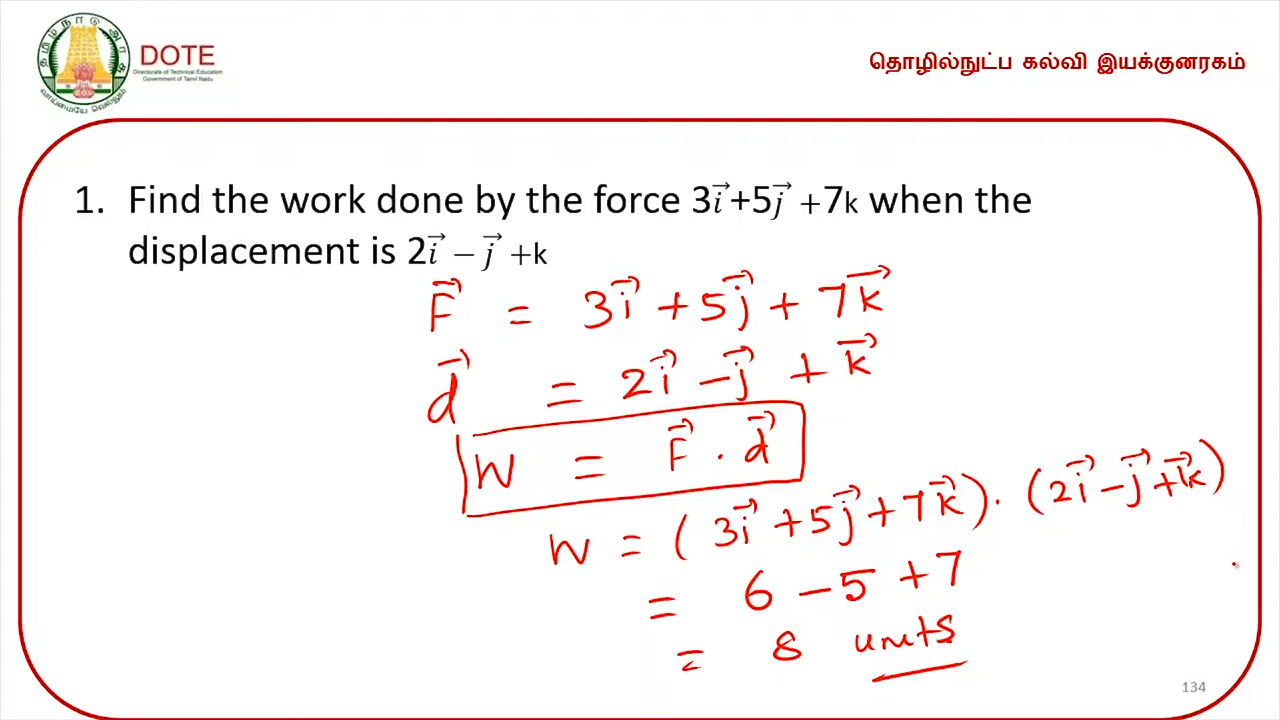 தமிழ்நாடு அரசு
வாய்மையே வெல்லும்
DOTE
Directorate of Technical Education
Government of Tamil Nadu
தொழில்நுட்ப கல்வி இயக்குனரகம்
1. Find the work done by the force 3i⃗+5j⃗ +7k when the
displacement is 2i⃗ − j⃗ +k
F⃗ = 3i⃗ + 5j⃗ + 7k⃗
d⃗ = 2i⃗ − j⃗ + k⃗
W = F⃗ . d⃗
W = (3i⃗ + 5j⃗ + 7k⃗) . (2i⃗ − j⃗ + k⃗)
= 6 − 5 + 7
= 8 units
134